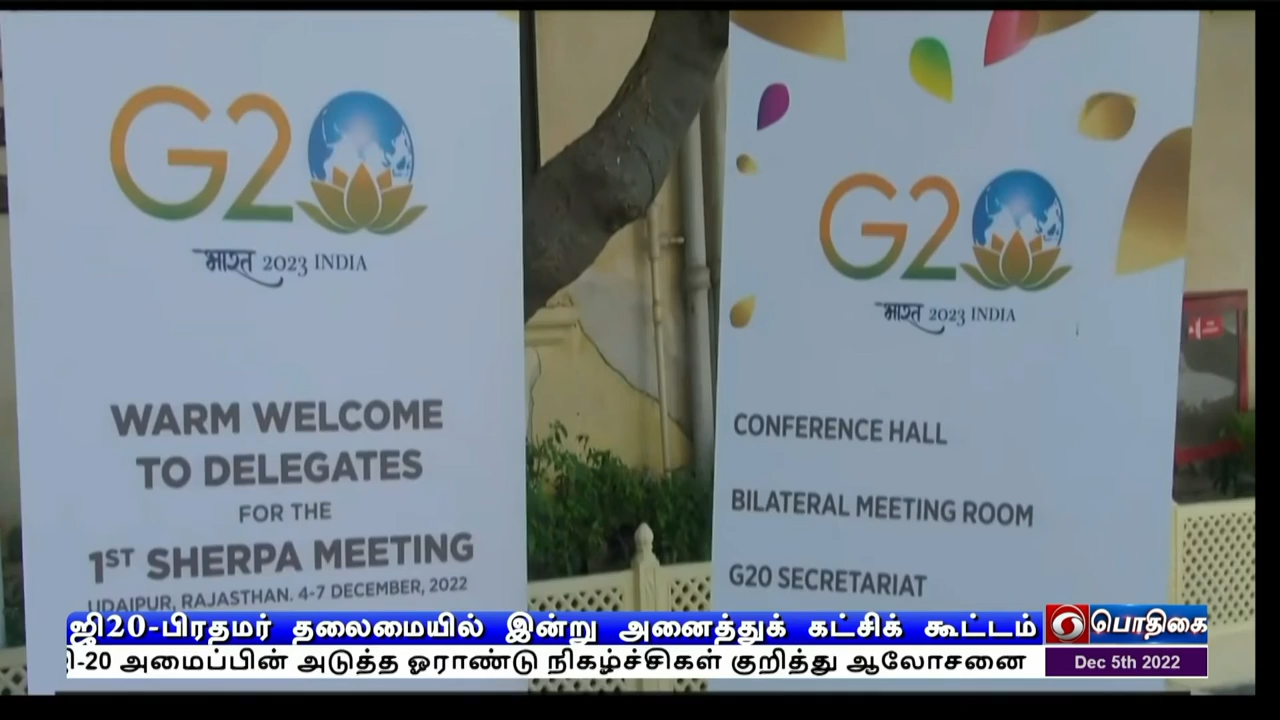 G20
भारत 2023 INDIA
WARM WELCOME
TO DELEGATES
FOR THE
1ST SHERPA MEETING
UDAIPUR, RAJASTHAN. 4-7 DECEMBER, 2022
G20
भारत 2023 INDIA
CONFERENCE HALL
BILATERAL MEETING ROOM
G20 SECRETARIAT
ஜி20-பிரதமர் தலைமையில் இன்று அனைத்துக் கட்சிக் கூட்டம்
-20 அமைப்பின் அடுத்த ஓராண்டு நிகழ்ச்சிகள் குறித்து ஆலோசனை
பொதிகை
Dec 5th 2022